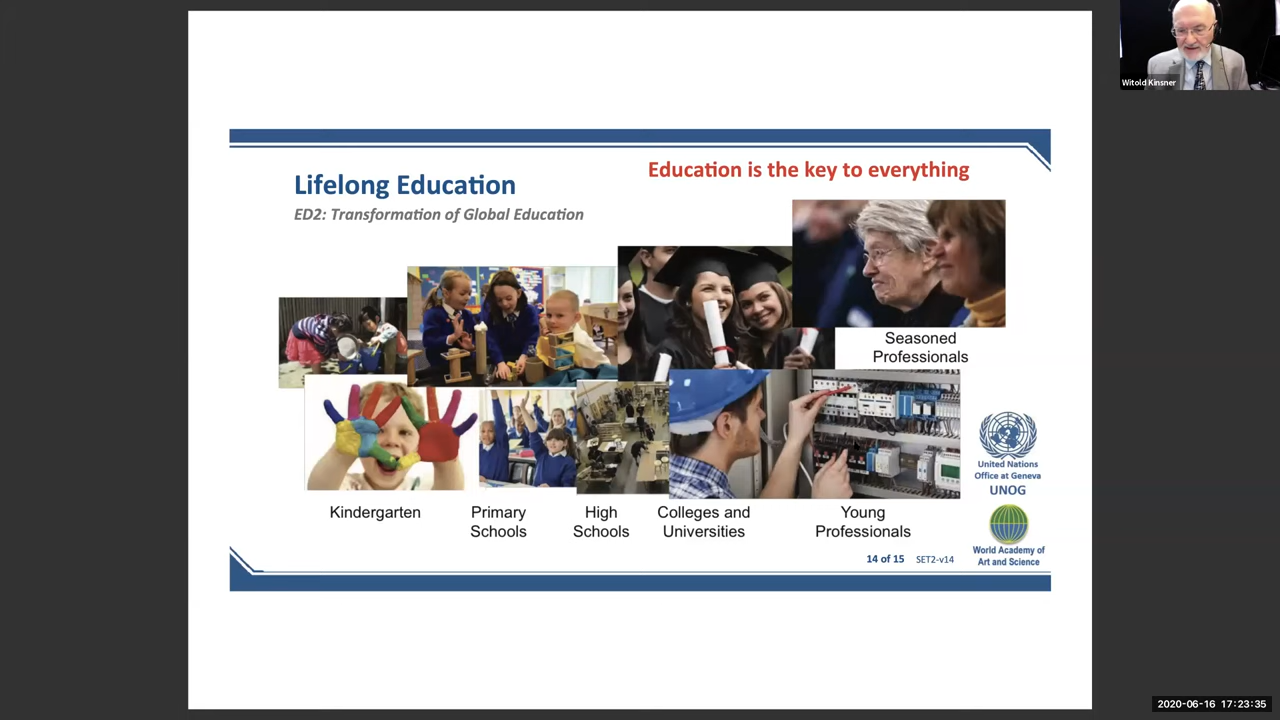 Witold Kinsner
Education is the key to everything
Lifelong Education
ED2: Transformation of Global Education
Seasoned
Professionals
Kindergarten
Primary
Schools
High
Schools
Colleges and
Universities
Young
Professionals
United Nations
Office at Geneva
UNOG
World Academy of
Art and Science
14 of 15 SET2-v14
2020-06-16 17:23:35